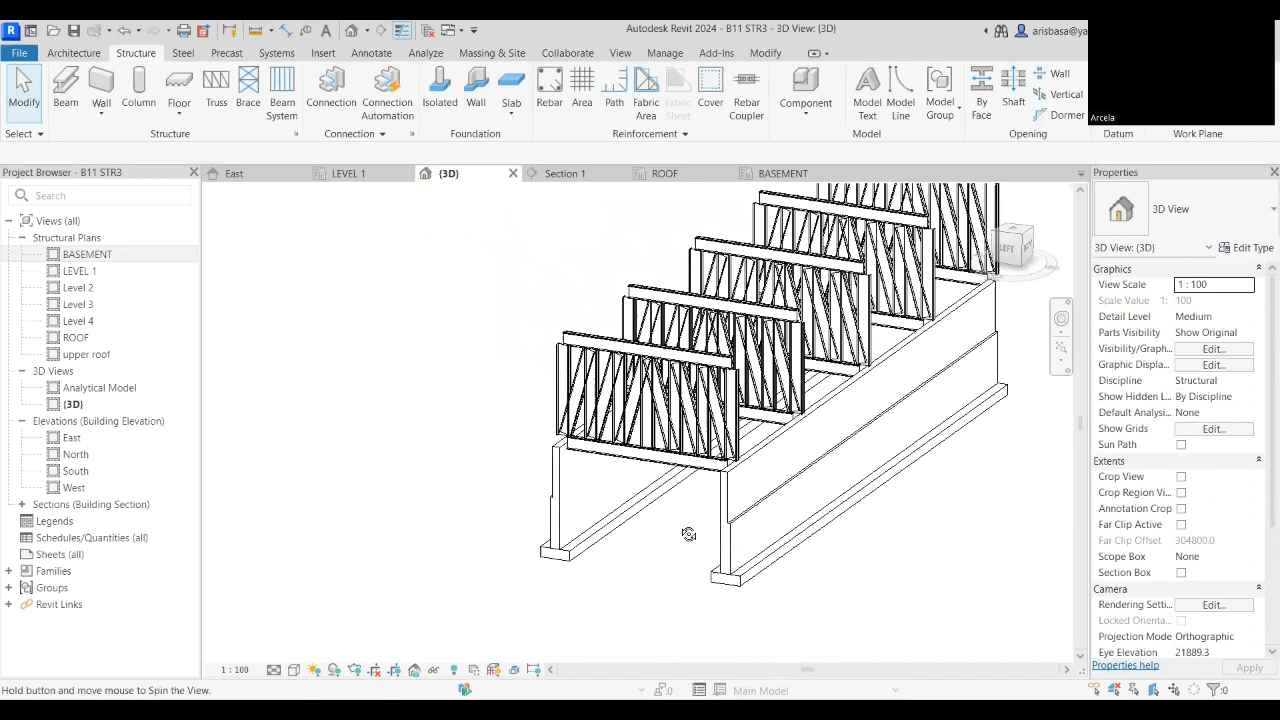 Autodesk Revit 2024 - B11 STR3 - 3D View: {3D}
arisbasa@ya
File Architecture Structure Steel Precast Systems Insert Annotate Analyze Massing & Site Collaborate View Manage Add-Ins Modify
Modify Beam Wall Column Floor Truss Brace Beam System Connection Connection Automation Isolated Wall Slab Rebar Area Path Fabric Area Fabric Sheet Cover Rebar Coupler Component Model Text Model Line Model Group By Face Shaft Wall Vertical Dormer
Arcela
Select Structure Connection Foundation Reinforcement Model Opening Datum Work Plane
Project Browser - B11 STR3
East LEVEL 1 {3D} Section 1 ROOF BASEMENT
Search
Views (all)
Structural Plans
BASEMENT
LEVEL 1
Level 2
Level 3
Level 4
ROOF
upper roof
3D Views
Analytical Model
{3D}
Elevations (Building Elevation)
East
North
South
West
Sections (Building Section)
Legends
Schedules/Quantities (all)
Sheets (all)
Families
Groups
Revit Links
LEFT
Properties
3D View
3D View: {3D} Edit Type
Graphics
View Scale 1 : 100
Scale Value 1: 100
Detail Level Medium
Parts Visibility Show Original
Visibility/Graph... Edit...
Graphic Displa... Edit...
Discipline Structural
Show Hidden L... By Discipline
Default Analysi... None
Show Grids Edit...
Sun Path
Extents
Crop View
Crop Region Vi...
Annotation Crop
Far Clip Active
Far Clip Offset 304800.0
Scope Box None
Section Box
Camera
Rendering Setti... Edit...
Locked Orienta...
Projection Mode Orthographic
Eye Elevation 21889.3
Properties help Apply
1 : 100
Hold button and move mouse to Spin the View.
:0 Main Model :0